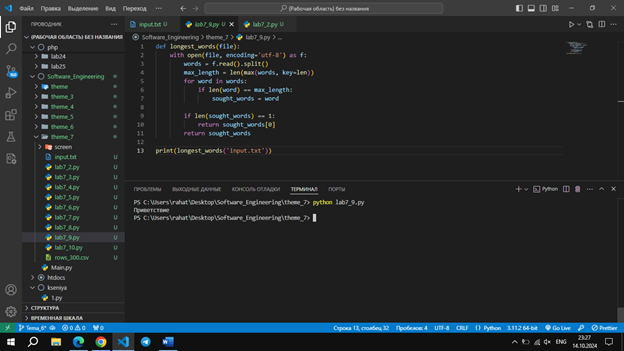 Файл Правка Выделение Вид Переход ... (Рабочая область) Без названия
ПРОВОДНИК ...
input.txt U lab7_9.py U lab7_2.py U
(РАБОЧАЯ ОБЛАСТЬ) БЕЗ НАЗВАНИЯ
Software_Engineering > theme_7 > lab7_9.py > ...
php
lab24
lab25
Software_Engineering
theme
theme_3
theme_4
theme_5
theme_6
theme_7
screen
input.txt U
lab7_2.py U
lab7_3.py U
lab7_4.py U
lab7_5.py U
lab7_6.py U
lab7_7.py U
lab7_8.py U
lab7_9.py U
lab7_10.py U
rows_300.csv U
Main.py
htdocs
kseniya
1.py
СТРУКТУРА
ВРЕМЕННАЯ ШКАЛА
1 def longest_words(file):
2 with open(file, encoding='utf-8') as f:
3 words = f.read().split()
4 max_length = len(max(words, key=len))
5 for word in words:
6 if len(word) == max_length:
7 sought_words = word
8
9 if len(sought_words) == 1:
10 return sought_words[0]
11 return sought_words
12
13 print(longest_words('input.txt'))
ПРОБЛЕМЫ ВЫХОДНЫЕ ДАННЫЕ КОНСОЛЬ ОТЛАДКИ ТЕРМИНАЛ ПОРТЫ
Python
PS C:\Users\rahat\Desktop\Software_Engineering\theme_7> python lab7_9.py
Приветствие
PS C:\Users\rahat\Desktop\Software_Engineering\theme_7>
Tema_6* 0 0 0 Строка 13, столбец 32 Пробелов: 4 UTF-8 CRLF Python 3.11.2 64-bit Go Live Prettier
ENG
23:27
14.10.2024